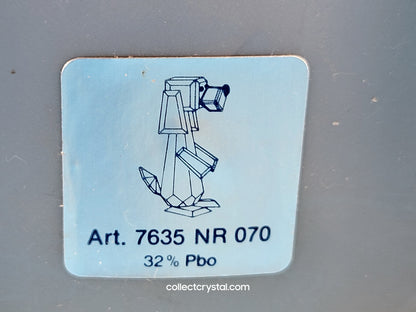 Art. 7635 NR 070
32% Pbo
collectcrystal.com